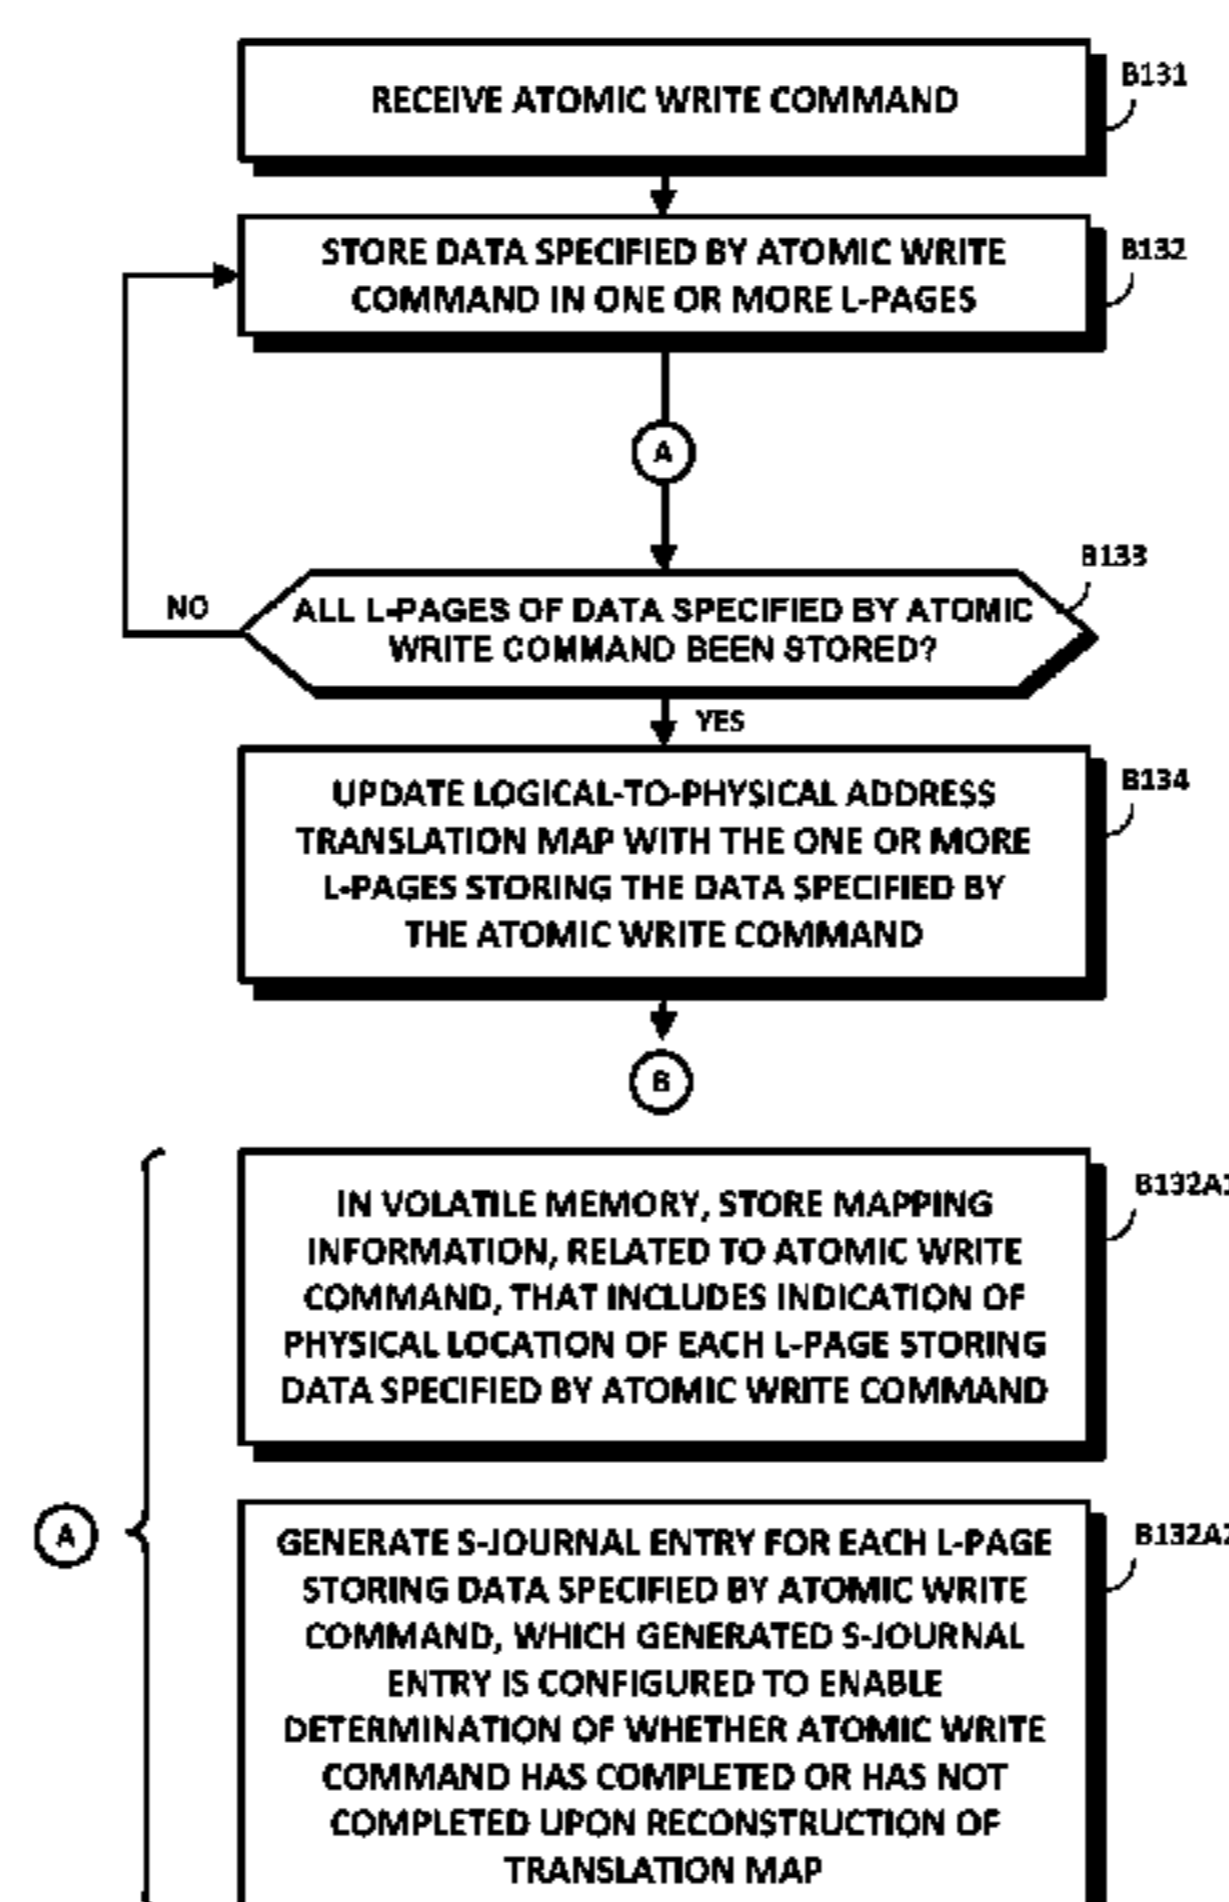 RECEIVE ATOMIC WRITE COMMAND
B131
STORE DATA SPECIFIED BY ATOMIC WRITE
COMMAND IN ONE OR MORE L-PAGES
B132
A
B133
ALL L-PAGES OF DATA SPECIFIED BY ATOMIC
WRITE COMMAND BEEN STORED?
NO
YES
UPDATE LOGICAL-TO-PHYSICAL ADDRESS
TRANSLATION MAP WITH THE ONE OR MORE
L-PAGES STORING THE DATA SPECIFIED BY
THE ATOMIC WRITE COMMAND
B134
B
IN VOLATILE MEMORY, STORE MAPPING
INFORMATION, RELATED TO ATOMIC WRITE
COMMAND, THAT INCLUDES INDICATION OF
PHYSICAL LOCATION OF EACH L-PAGE STORING
DATA SPECIFIED BY ATOMIC WRITE COMMAND
B132A1
A
GENERATE S-JOURNAL ENTRY FOR EACH L-PAGE
STORING DATA SPECIFIED BY ATOMIC WRITE
COMMAND, WHICH GENERATED S-JOURNAL
ENTRY IS CONFIGURED TO ENABLE
DETERMINATION OF WHETHER ATOMIC WRITE
COMMAND HAS COMPLETED OR HAS NOT
COMPLETED UPON RECONSTRUCTION OF
TRANSLATION MAP
B132A2